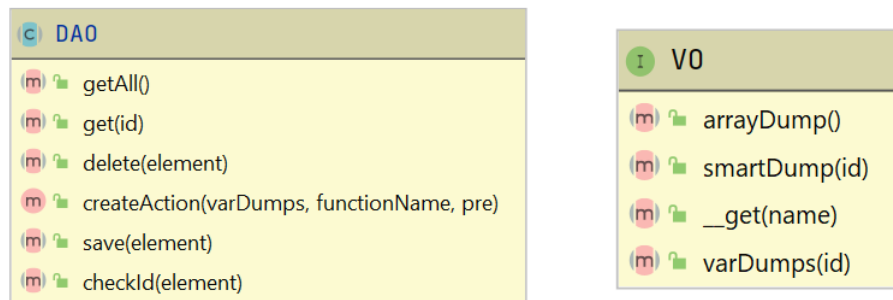 C DAO
m getAll()
m get(id)
m delete(element)
m createAction(varDumps, functionName, pre)
m save(element)
m checkId(element)
I VO
m arrayDump()
m smartDump(id)
m __get(name)
m varDumps(id)